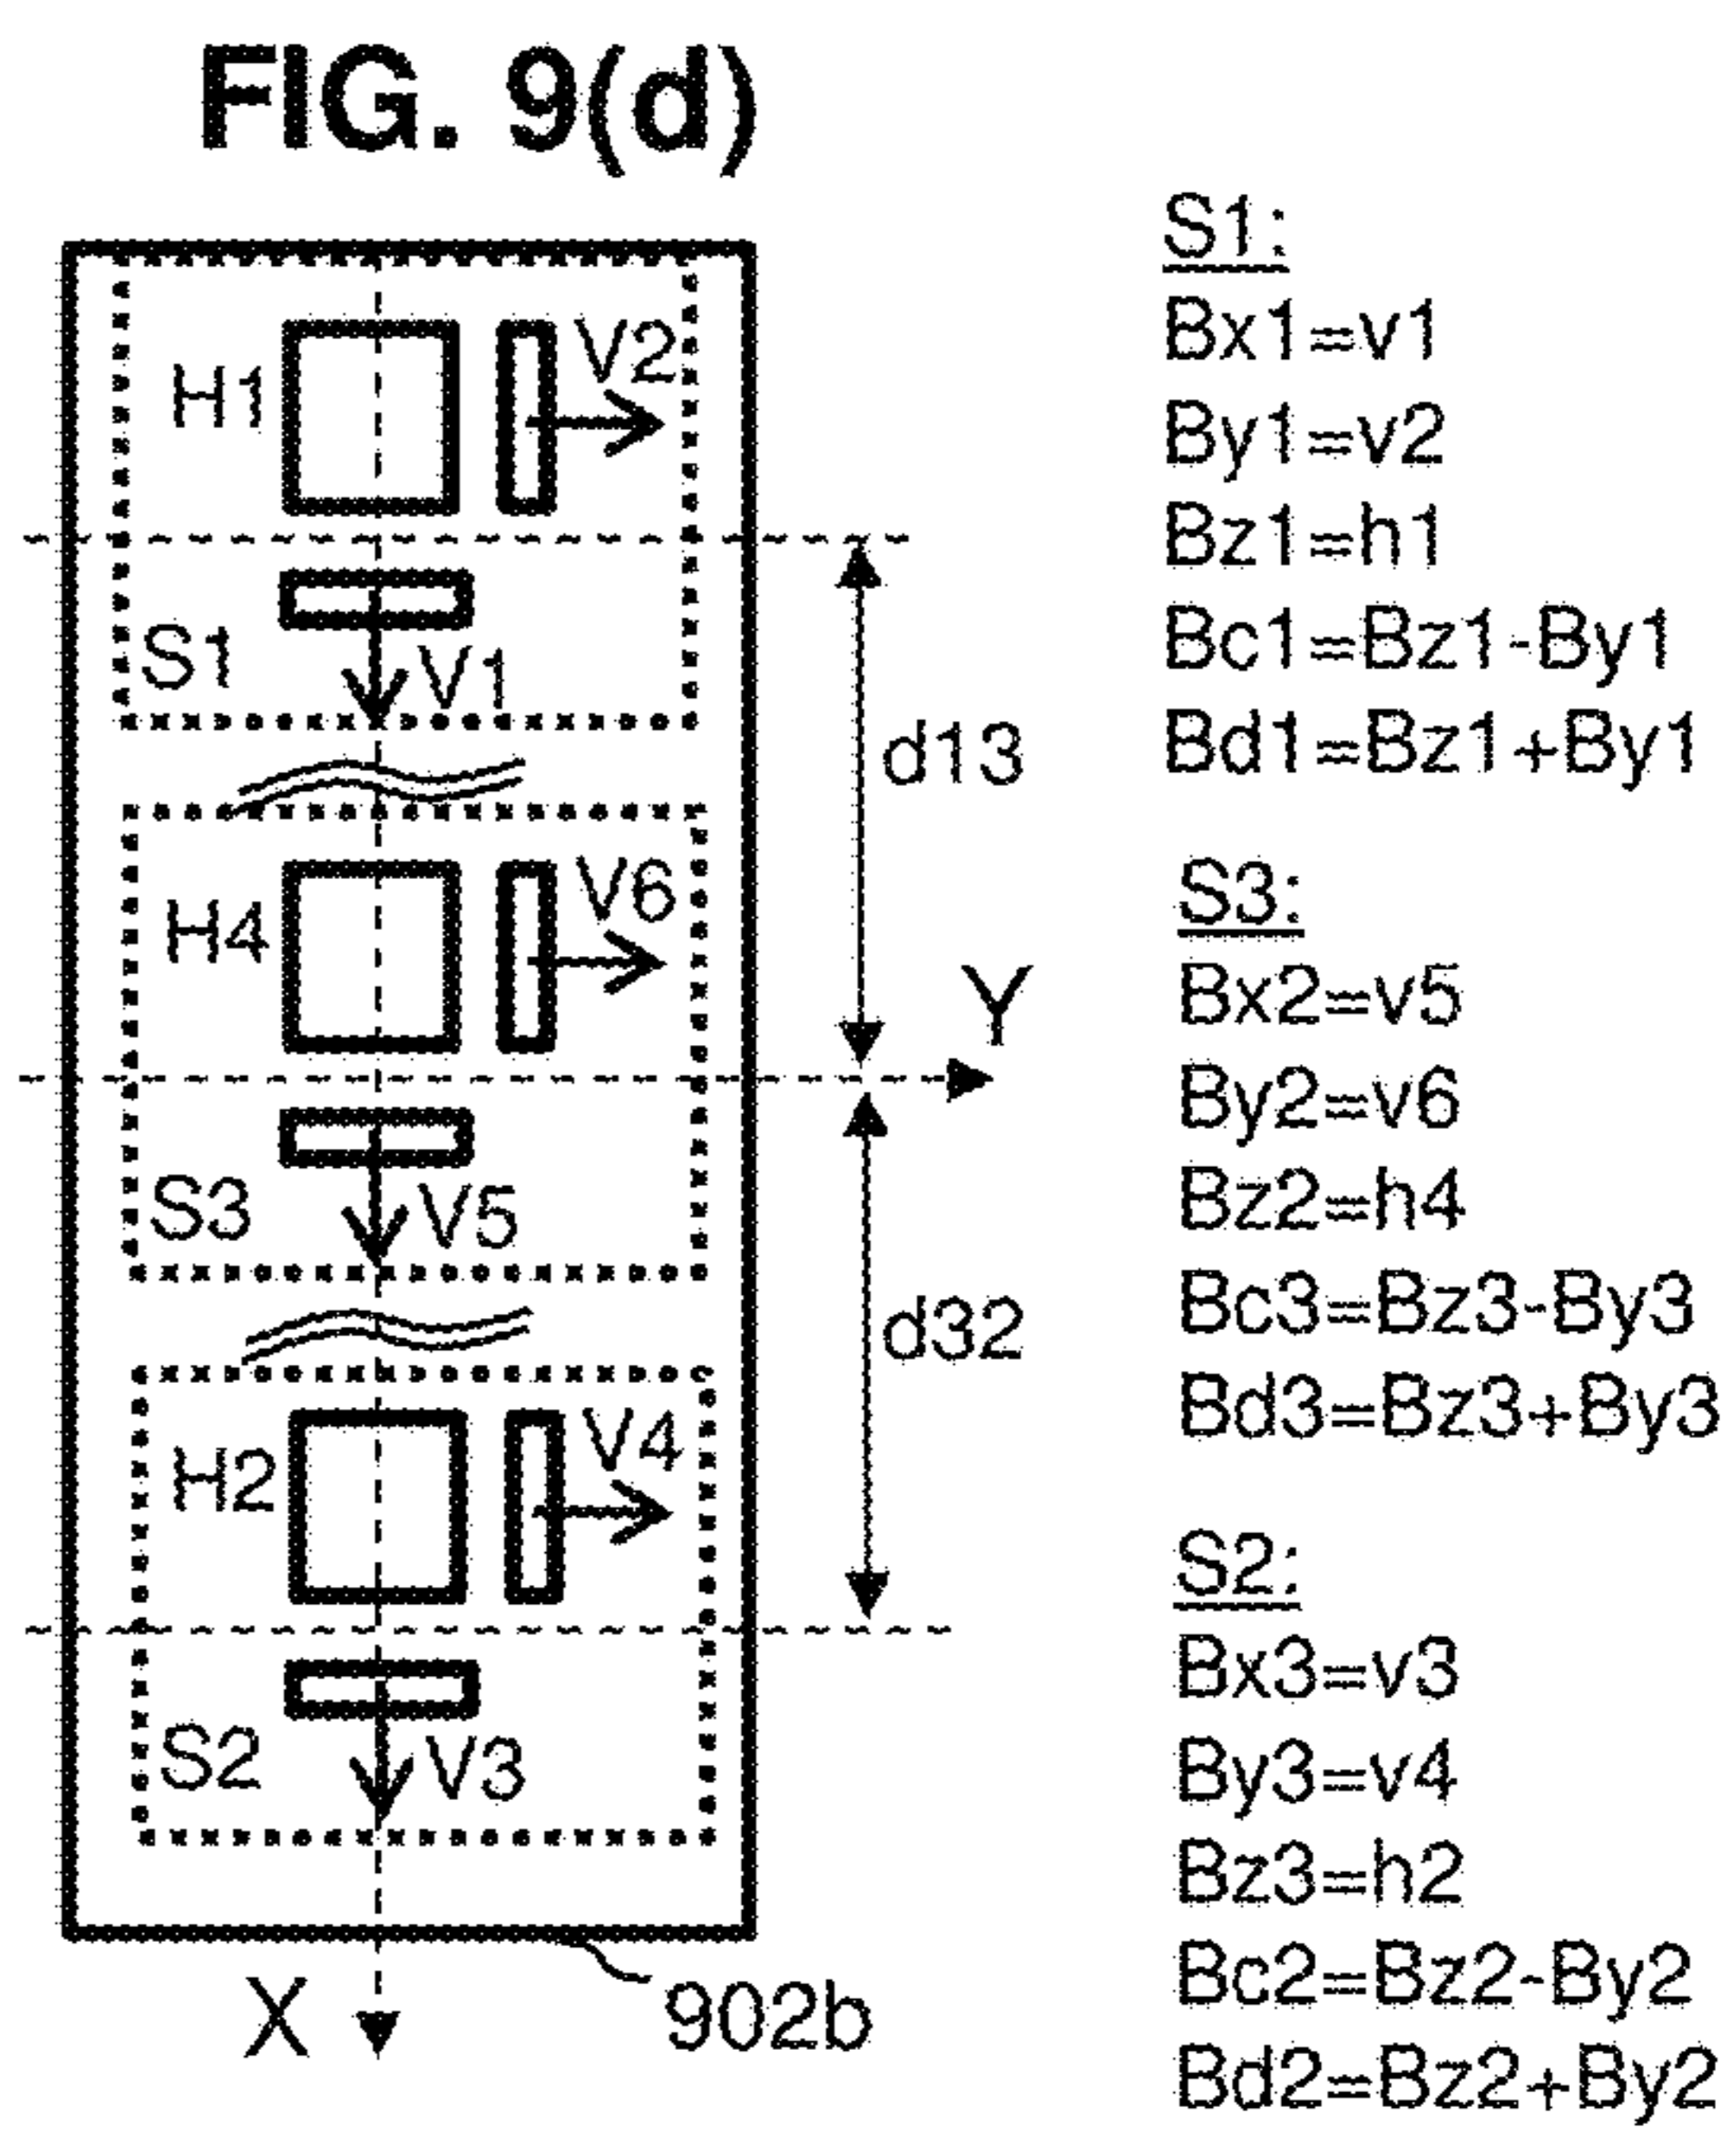 FIG. 9(d)
H1
V2
S1
V1
d13
H4
V6
Y
S3
V5
d32
H2
V4
S2
V3
X
902b
S1:
Bx1=v1
By1=v2
Bz1=h1
Bc1=Bz1-By1
Bd1=Bz1+By1
S3:
Bx2=v5
By2=v6
Bz2=h4
Bc3=Bz3-By3
Bd3=Bz3+By3
S2:
Bx3=v3
By3=v4
Bz3=h2
Bc2=Bz2-By2
Bd2=Bz2+By2